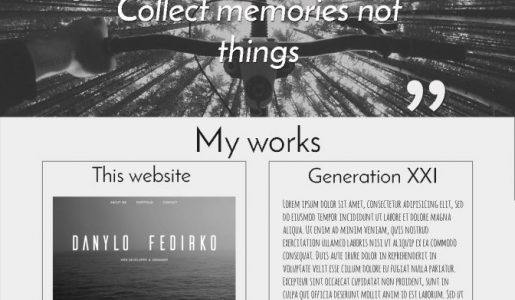 Collect memories not
things
”
My works
This website
ABOUT ME PORTFOLIO CONTACT
DANYLO FEDIRKO
WEB DEVELOPER & DESIGNER
Generation XXI
Lorem ipsum dolor sit amet, consectetur adipisicing elit, sed
do eiusmod tempor incididunt ut labore et dolore magna
aliqua. Ut enim ad minim veniam, quis nostrud
exercitation ullamco laboris nisi ut aliquip ex ea commodo
consequat. Duis aute irure dolor in reprehenderit in
voluptate velit esse cillum dolore eu fugiat nulla pariatur.
Excepteur sint occaecat cupidatat non proident, sunt in
culpa qui officia deserunt mollit anim id est laborum. Sed ut